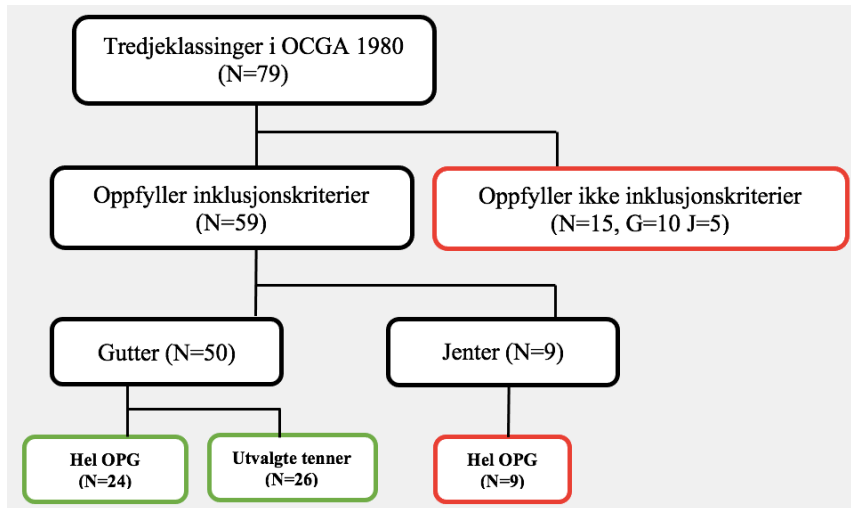 Tredjeklassinger i OCGA 1980
(N=79)
Oppfyller inklusjonskriterier
(N=59)
Oppfyller ikke inklusjonskriterier
(N=15, G=10 J=5)
Gutter (N=50)
Jenter (N=9)
Hel OPG
(N=24)
Utvalgte tenner
(N=26)
Hel OPG
(N=9)